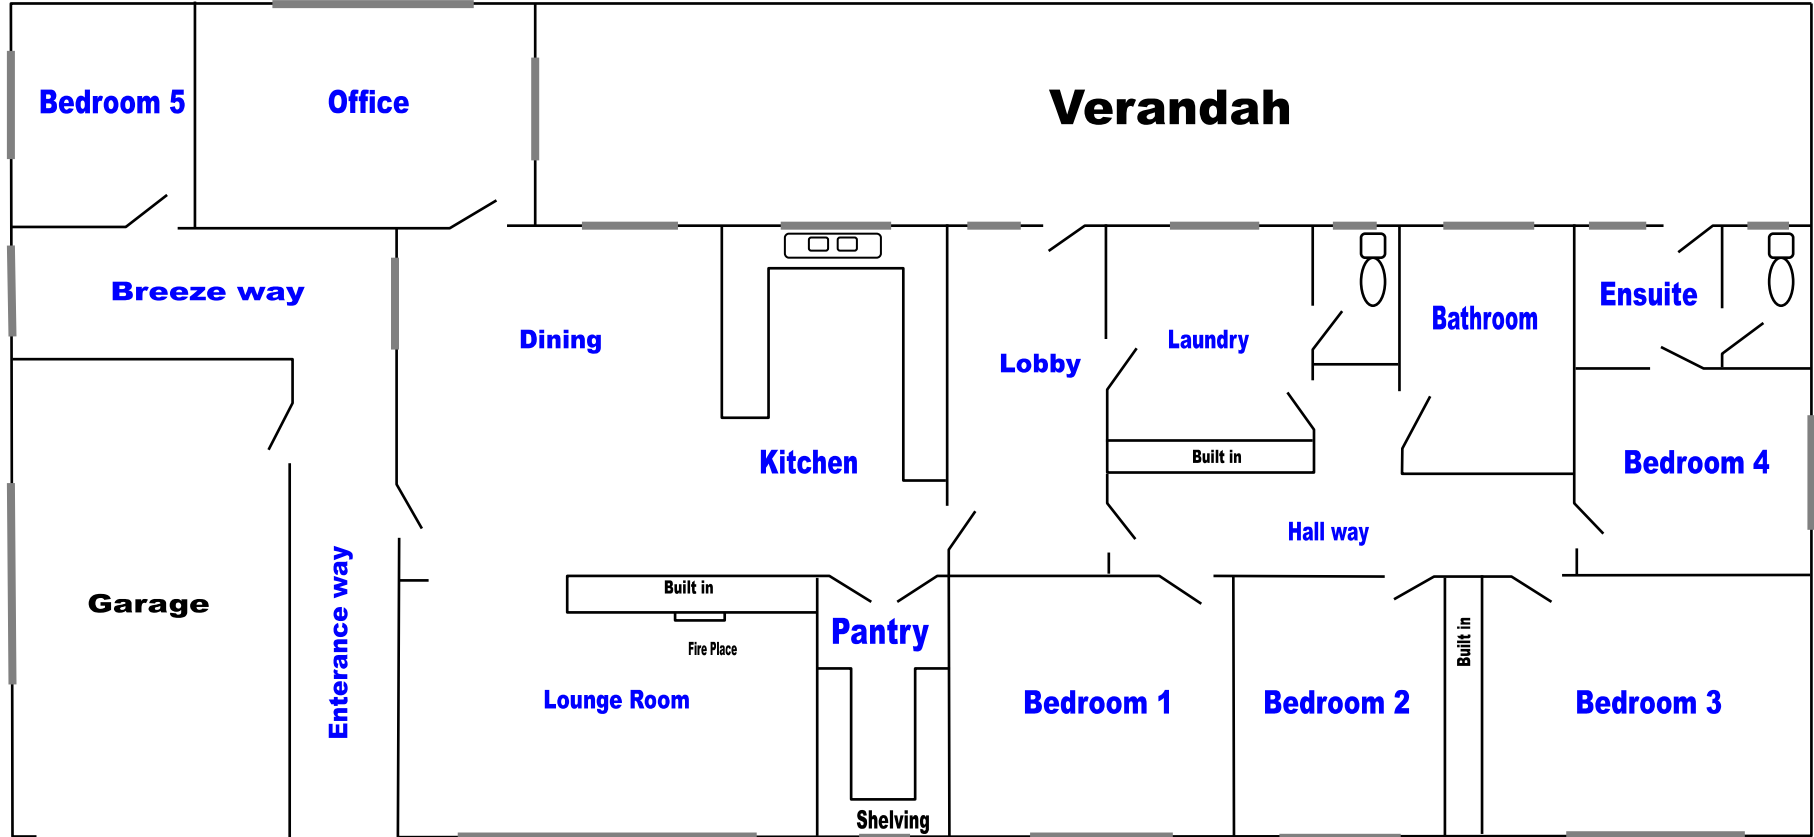 Bedroom 5
Office
Verandah
Breeze way
Dining
Kitchen
Lobby
Laundry
Bathroom
Ensuite
Built in
Bedroom 4
Hall way
Garage
Enterance way
Built in
Fire Place
Lounge Room
Pantry
Shelving
Bedroom 1
Bedroom 2
Built in
Bedroom 3